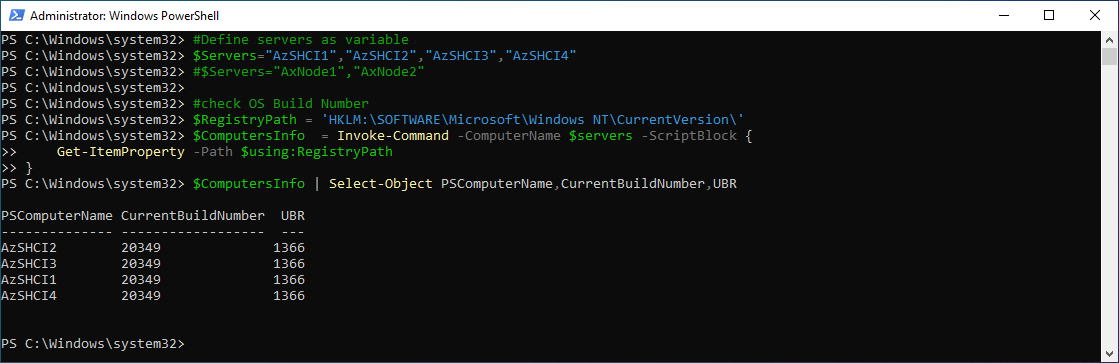 Administrator: Windows PowerShell
PS C:\Windows\system32> #Define servers as variable
PS C:\Windows\system32> $Servers="AzSHCI1","AzSHCI2","AzSHCI3","AzSHCI4"
PS C:\Windows\system32> #$Servers="AxNode1","AxNode2"
PS C:\Windows\system32>
PS C:\Windows\system32> #check OS Build Number
PS C:\Windows\system32> $RegistryPath = 'HKLM:\SOFTWARE\Microsoft\Windows NT\CurrentVersion\'
PS C:\Windows\system32> $ComputersInfo  = Invoke-Command -ComputerName $servers -ScriptBlock {
>>     Get-ItemProperty -Path $using:RegistryPath
>> }
PS C:\Windows\system32> $ComputersInfo | Select-Object PSComputerName,CurrentBuildNumber,UBR
PSComputerName CurrentBuildNumber  UBR
-------------- ------------------  ---
AzSHCI2        20349              1366
AzSHCI3        20349              1366
AzSHCI1        20349              1366
AzSHCI4        20349              1366
PS C:\Windows\system32>